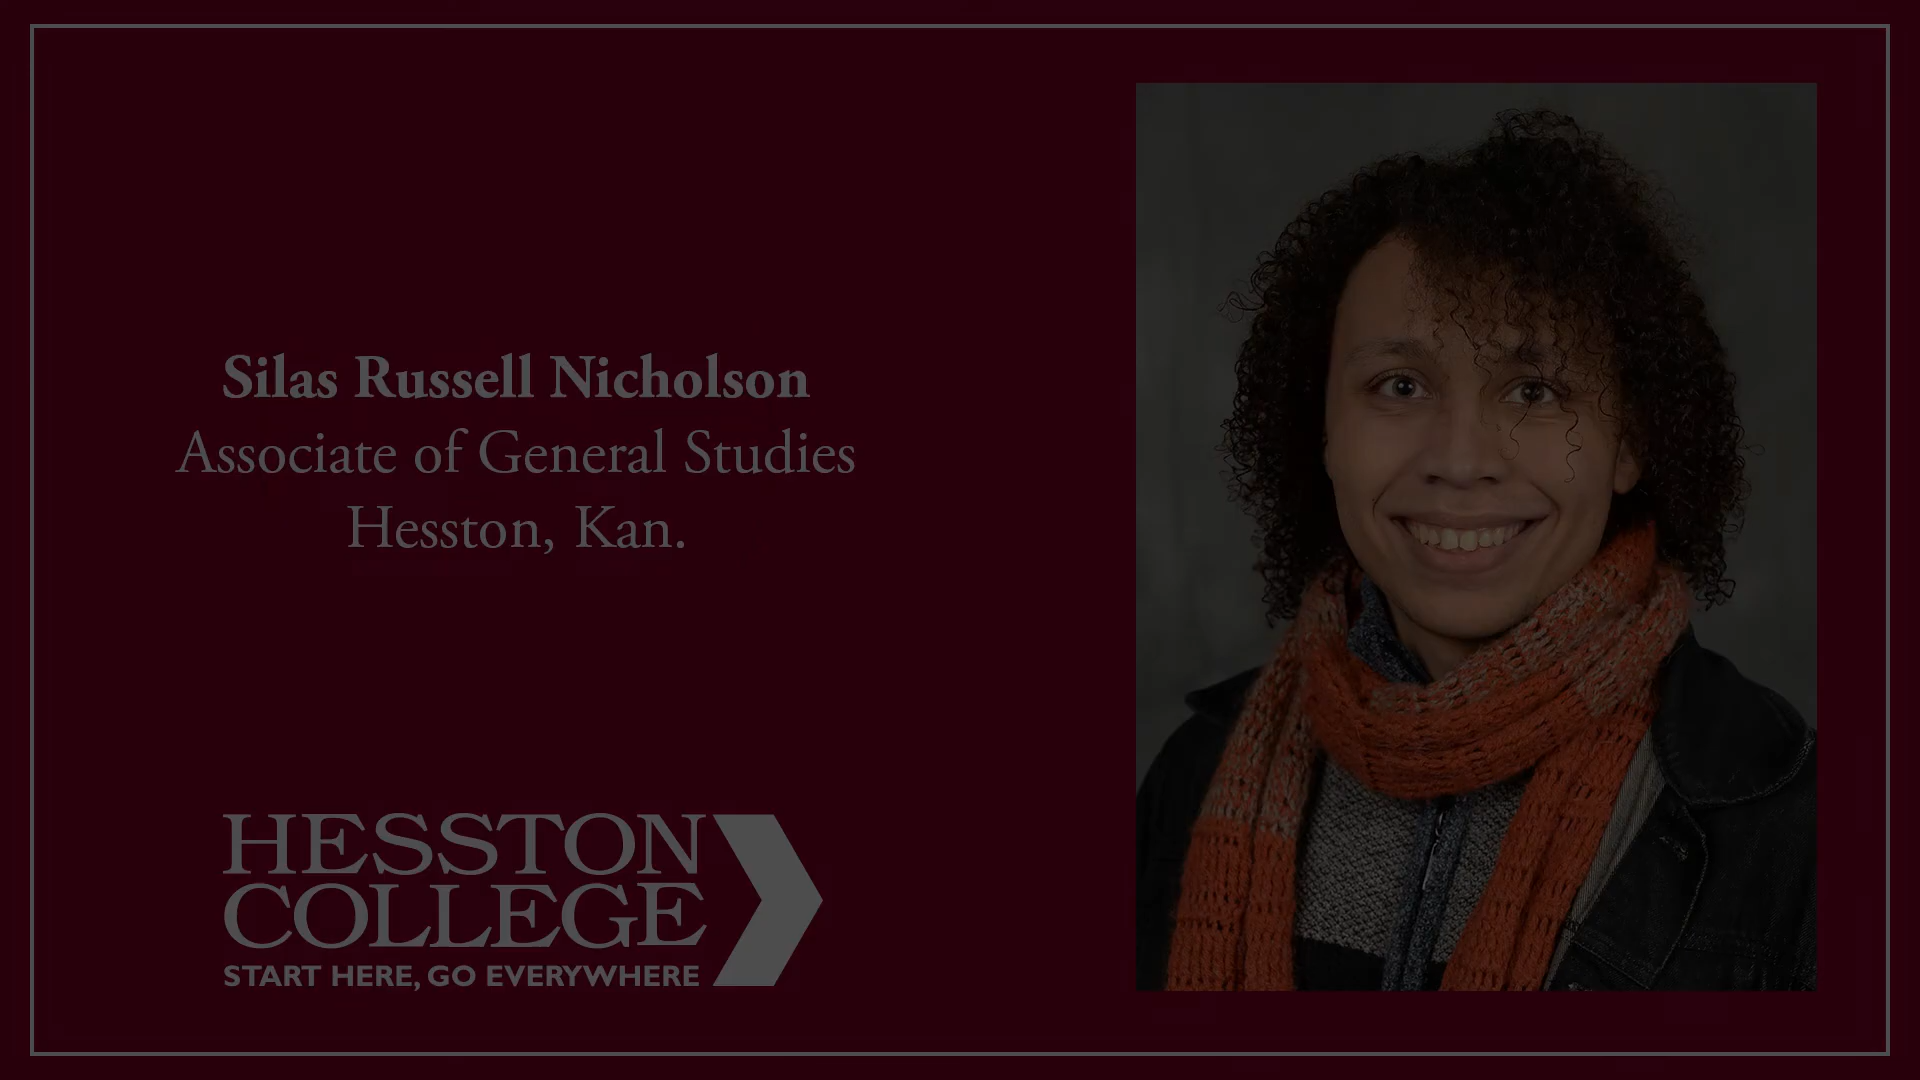 Silas Russell Nicholson
Associate of General Studies
Hesston, Kan.
HESSTON
COLLEGE
START HERE, GO EVERYWHERE